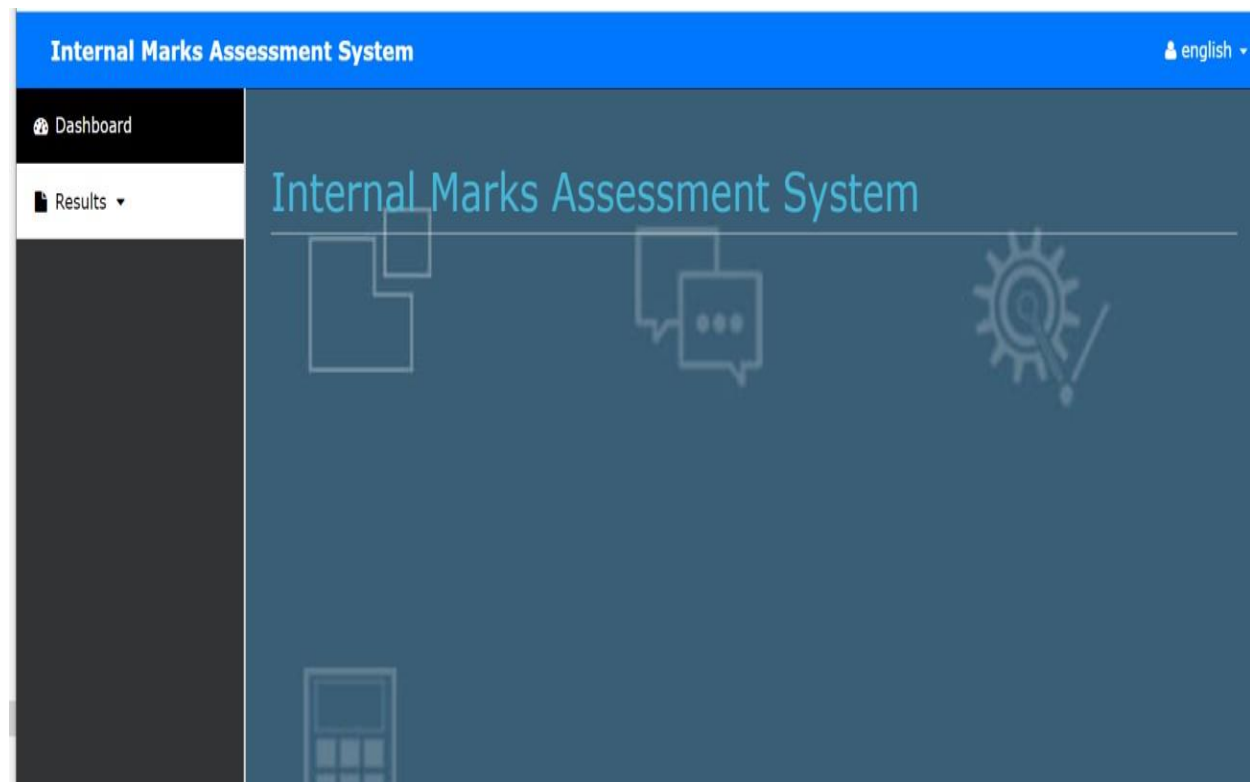 Internal Marks Assessment System
english
Dashboard
Results
Internal Marks Assessment System